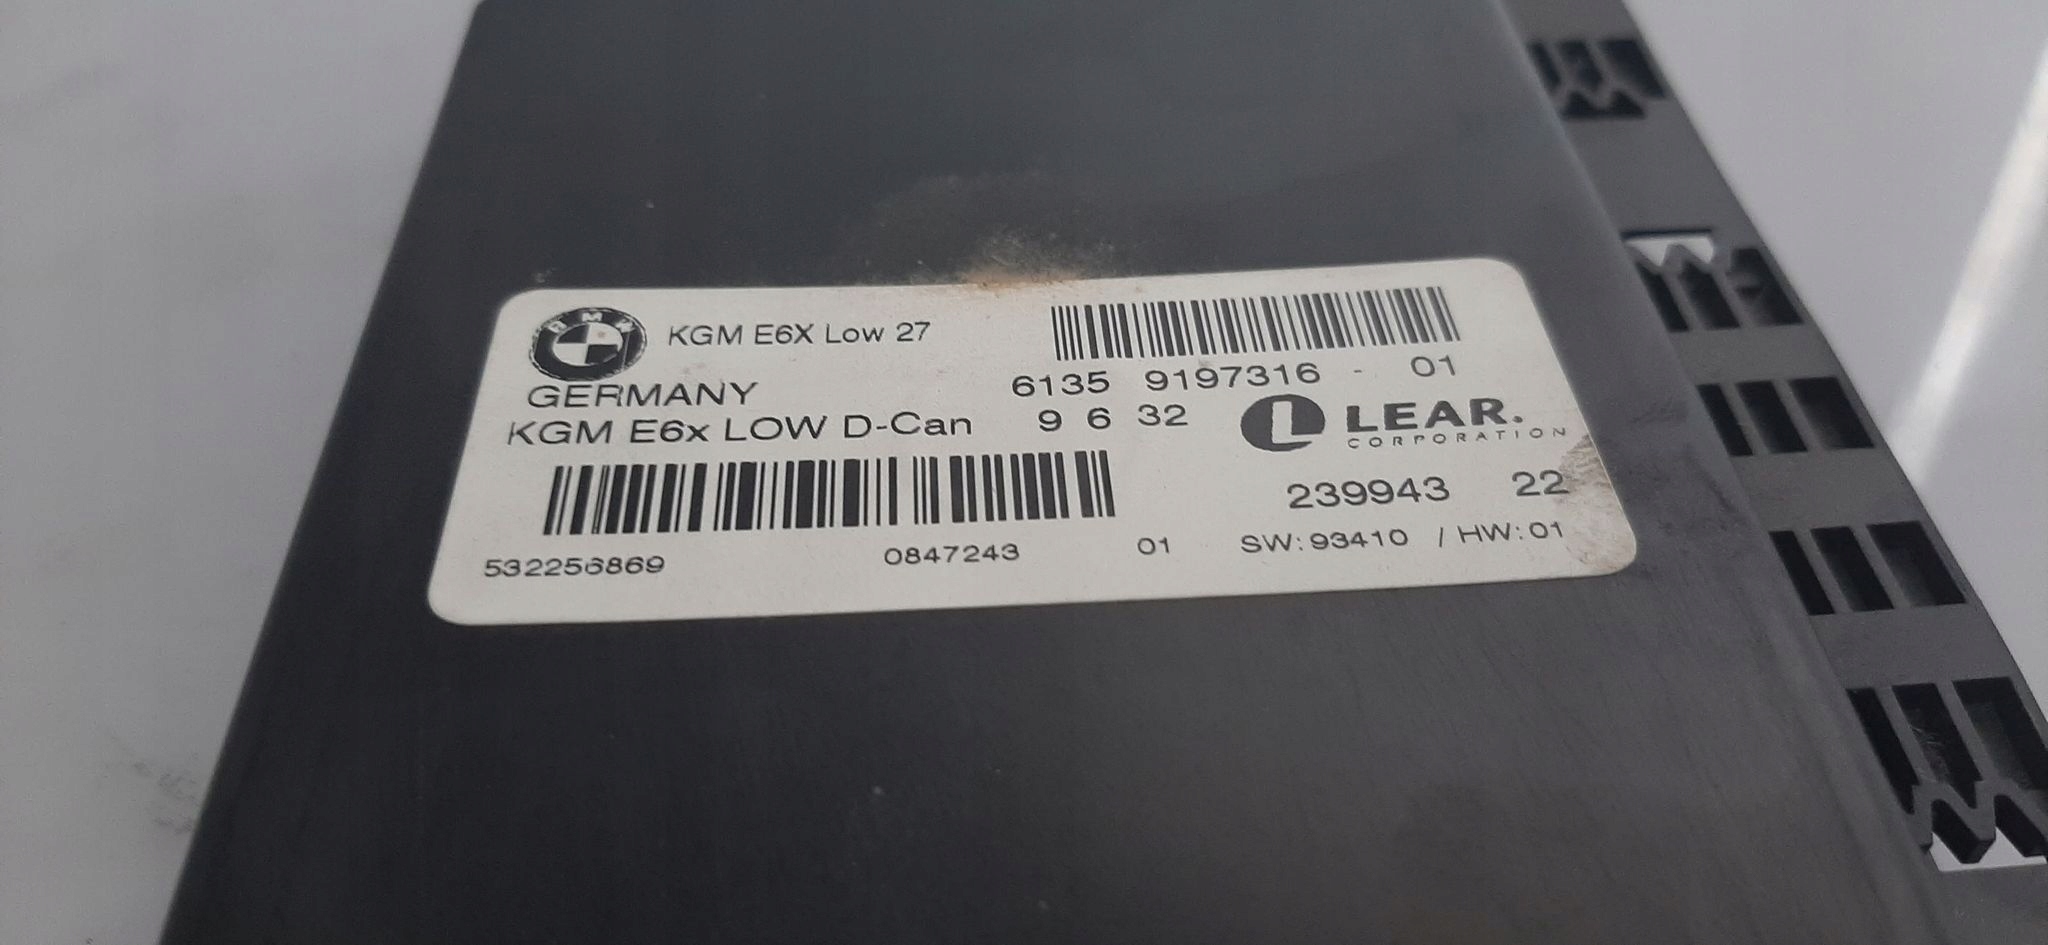 BMW
KGM E6X Low 27
GERMANY
6135 9197316 - 01
KGM E6x LOW D-Can
9 6 32
LEAR.
CORPORATION
239943 22
532256869 0847243 01
SW:93410 / HW:01